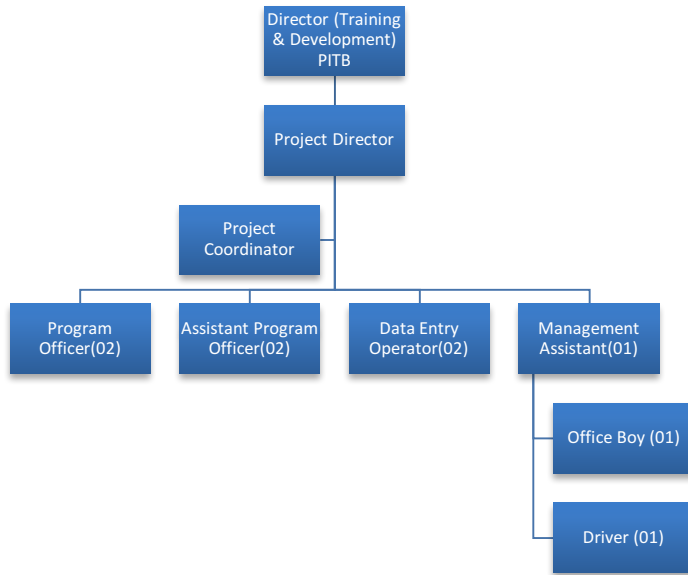 Director (Training
& Development)
PITB
Project Director
Project
Coordinator
Program
Officer(02)
Assistant Program
Officer(02)
Data Entry
Operator(02)
Management
Assistant(01)
Office Boy (01)
Driver (01)